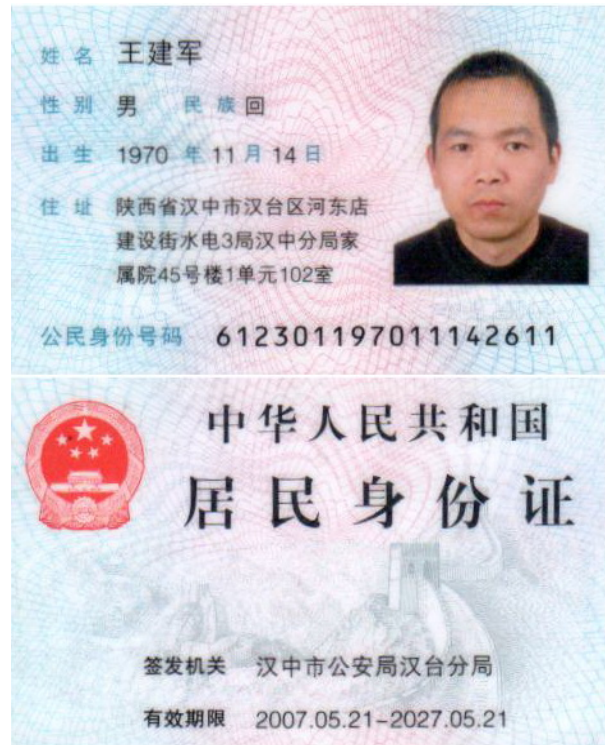 姓名 王建军
性别 男 民族 回
出生 1970 年 11 月 14 日
住址 陕西省汉中市汉台区河东店
建设街水电3局汉中分局家
属院45号楼1单元102室
公民身份号码 612301197011142611
中华人民共和国
居民身份证
签发机关 汉中市公安局汉台分局
有效期限 2007.05.21-2027.05.21